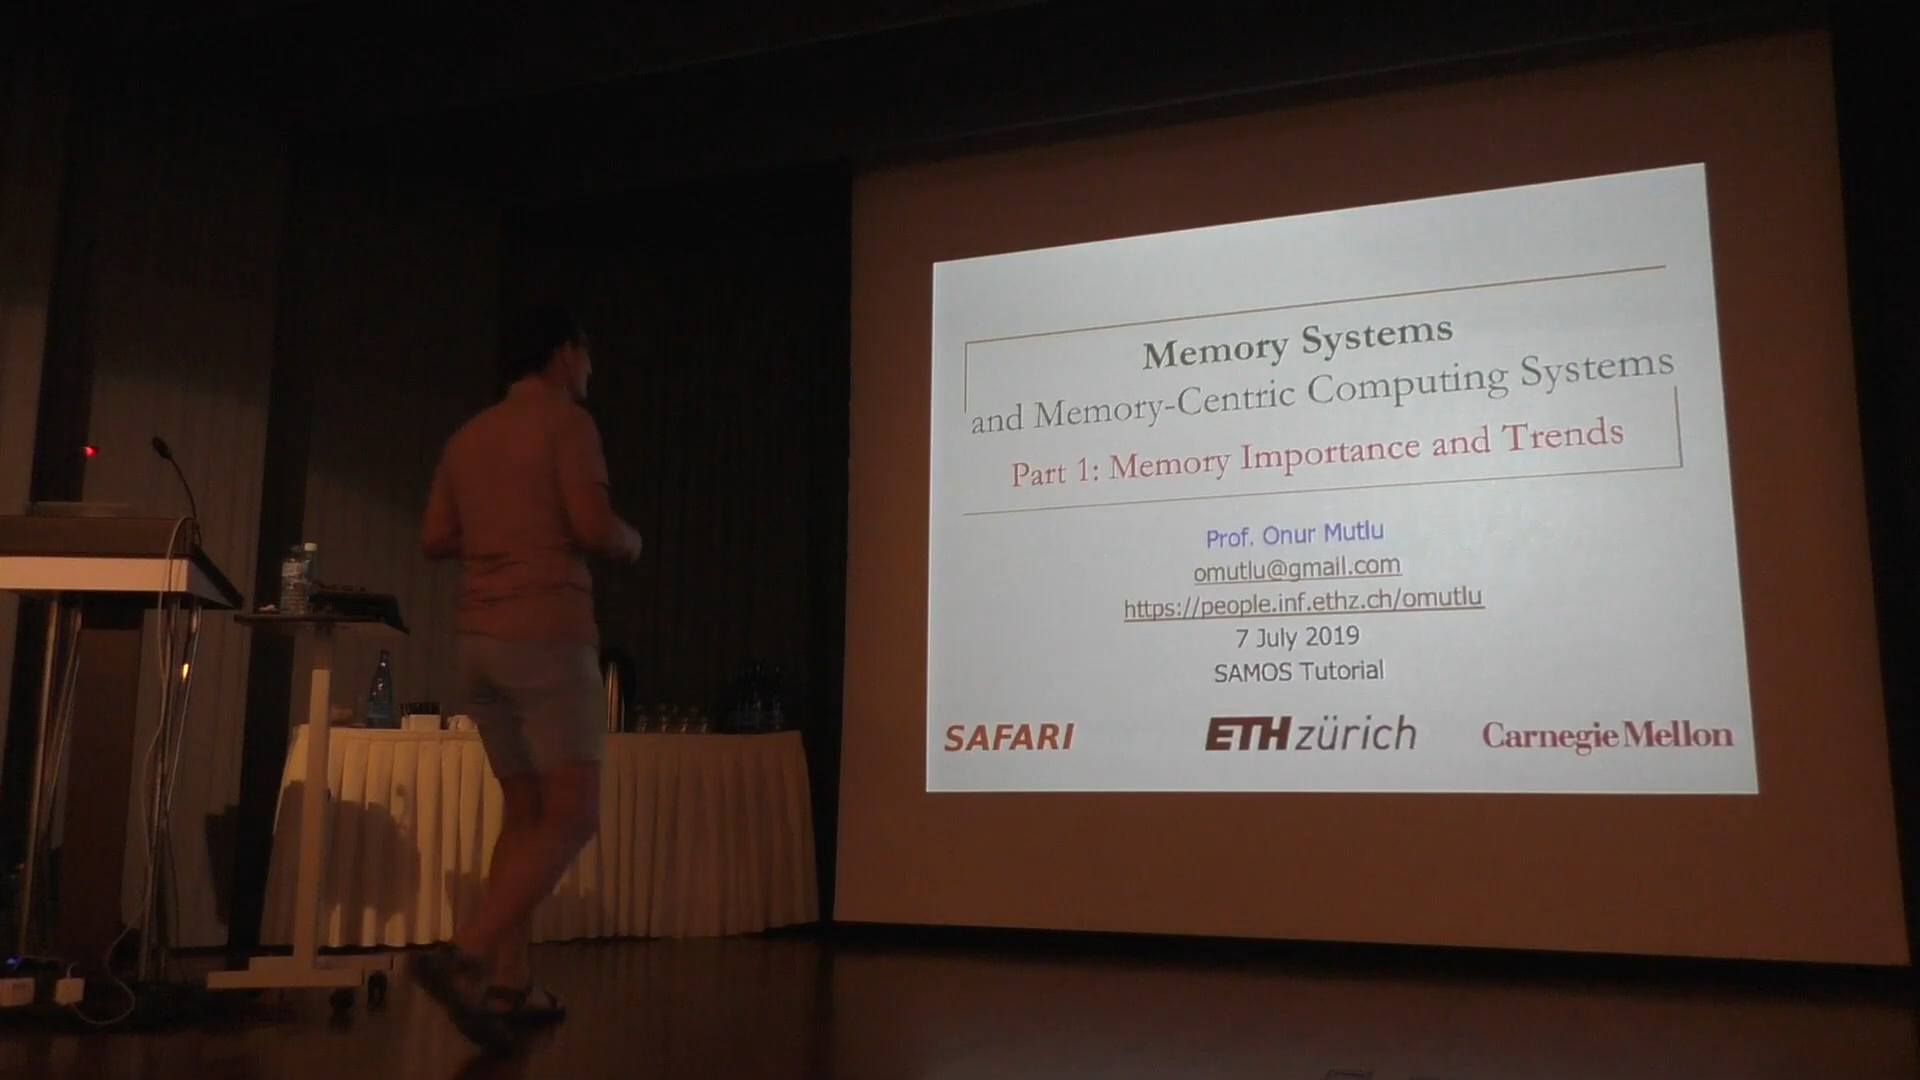 Memory Systems
and Memory-Centric Computing Systems
Part 1: Memory Importance and Trends
Prof. Onur Mutlu
omutlu@gmail.com
https://people.inf.ethz.ch/omutlu
7 July 2019
SAMOS Tutorial
SAFARI
ETH zürich
Carnegie Mellon